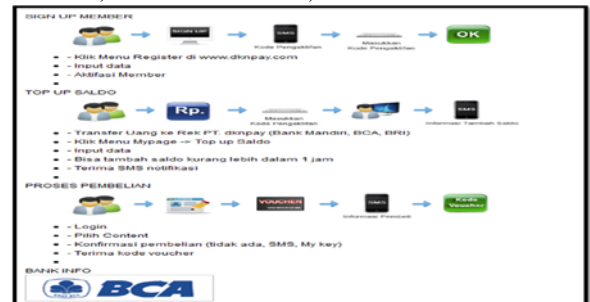 SIGN UP MEMBER
SIGN UP
SMS
Kode Pengaktifan
Masukkan
Kode Pengaktifan
OK
- Klik Menu Register di www.dknpay.com
- Input data
- Aktifasi Member
TOP UP SALDO
Rp.
Masukkan
Kode Pengaktifan
SMS
Informasi Tambah Saldo
- Transfer Uang ke Rek PT. dknpay (Bank Mandiri, BCA, BRI)
- Klik Menu Mypage -> Top up Saldo
- Input data
- Bisa tambah saldo kurang lebih dalam 1 jam
- Terima SMS notifikasi
PROSES PEMBELIAN
VOUCHER
SMS
Informasi Pembeli
Kode
Voucher
- Login
- Pilih Content
- Konfirmasi pembelian (tidak ada, SMS, My key)
- Terima kode voucher
BANK INFO
BCA